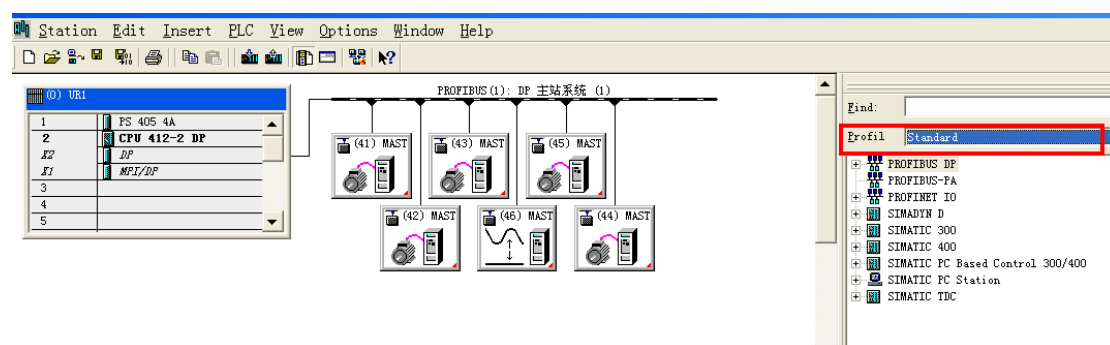 Station Edit Insert PLC View Options Window Help
(0) UR1
1 PS 405 4A
2 CPU 412-2 DP
X2 DP
X1 MPI/DP
3
4
5
PROFIBUS(1): DP 主站系统 (1)
(41) MAST
(43) MAST
(45) MAST
(42) MAST
(46) MAST
(44) MAST
Find:
Profil Standard
PROFIBUS DP
PROFIBUS-PA
PROFINET IO
SIMADYN D
SIMATIC 300
SIMATIC 400
SIMATIC PC Based Control 300/400
SIMATIC PC Station
SIMATIC TDC